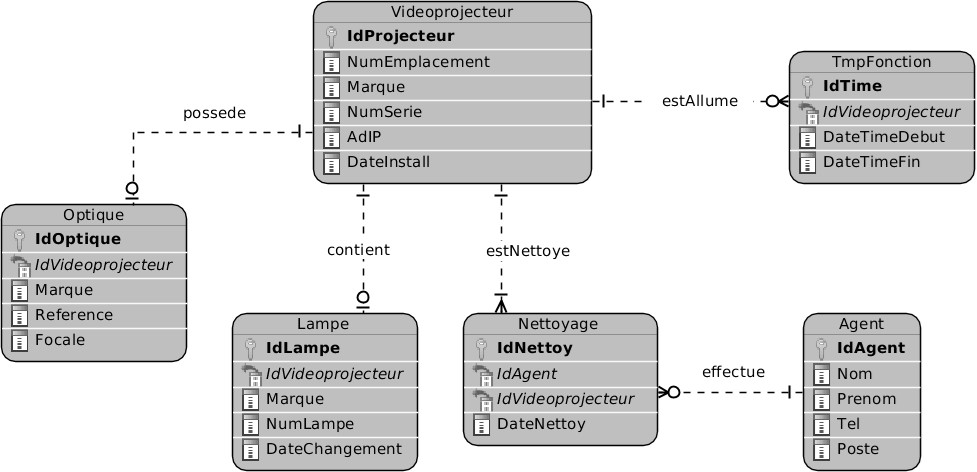 Videoprojecteur
IdProjecteur
NumEmplacement
Marque
NumSerie
AdIP
DateInstall
estAllume
TmpFonction
IdTime
IdVideoprojecteur
DateTimeDebut
DateTimeFin
possede
Optique
IdOptique
IdVideoprojecteur
Marque
Reference
Focale
contient
estNettoye
Lampe
IdLampe
IdVideoprojecteur
Marque
NumLampe
DateChangement
Nettoyage
IdNettoy
IdAgent
IdVideoprojecteur
DateNettoy
effectue
Agent
IdAgent
Nom
Prenom
Tel
Poste